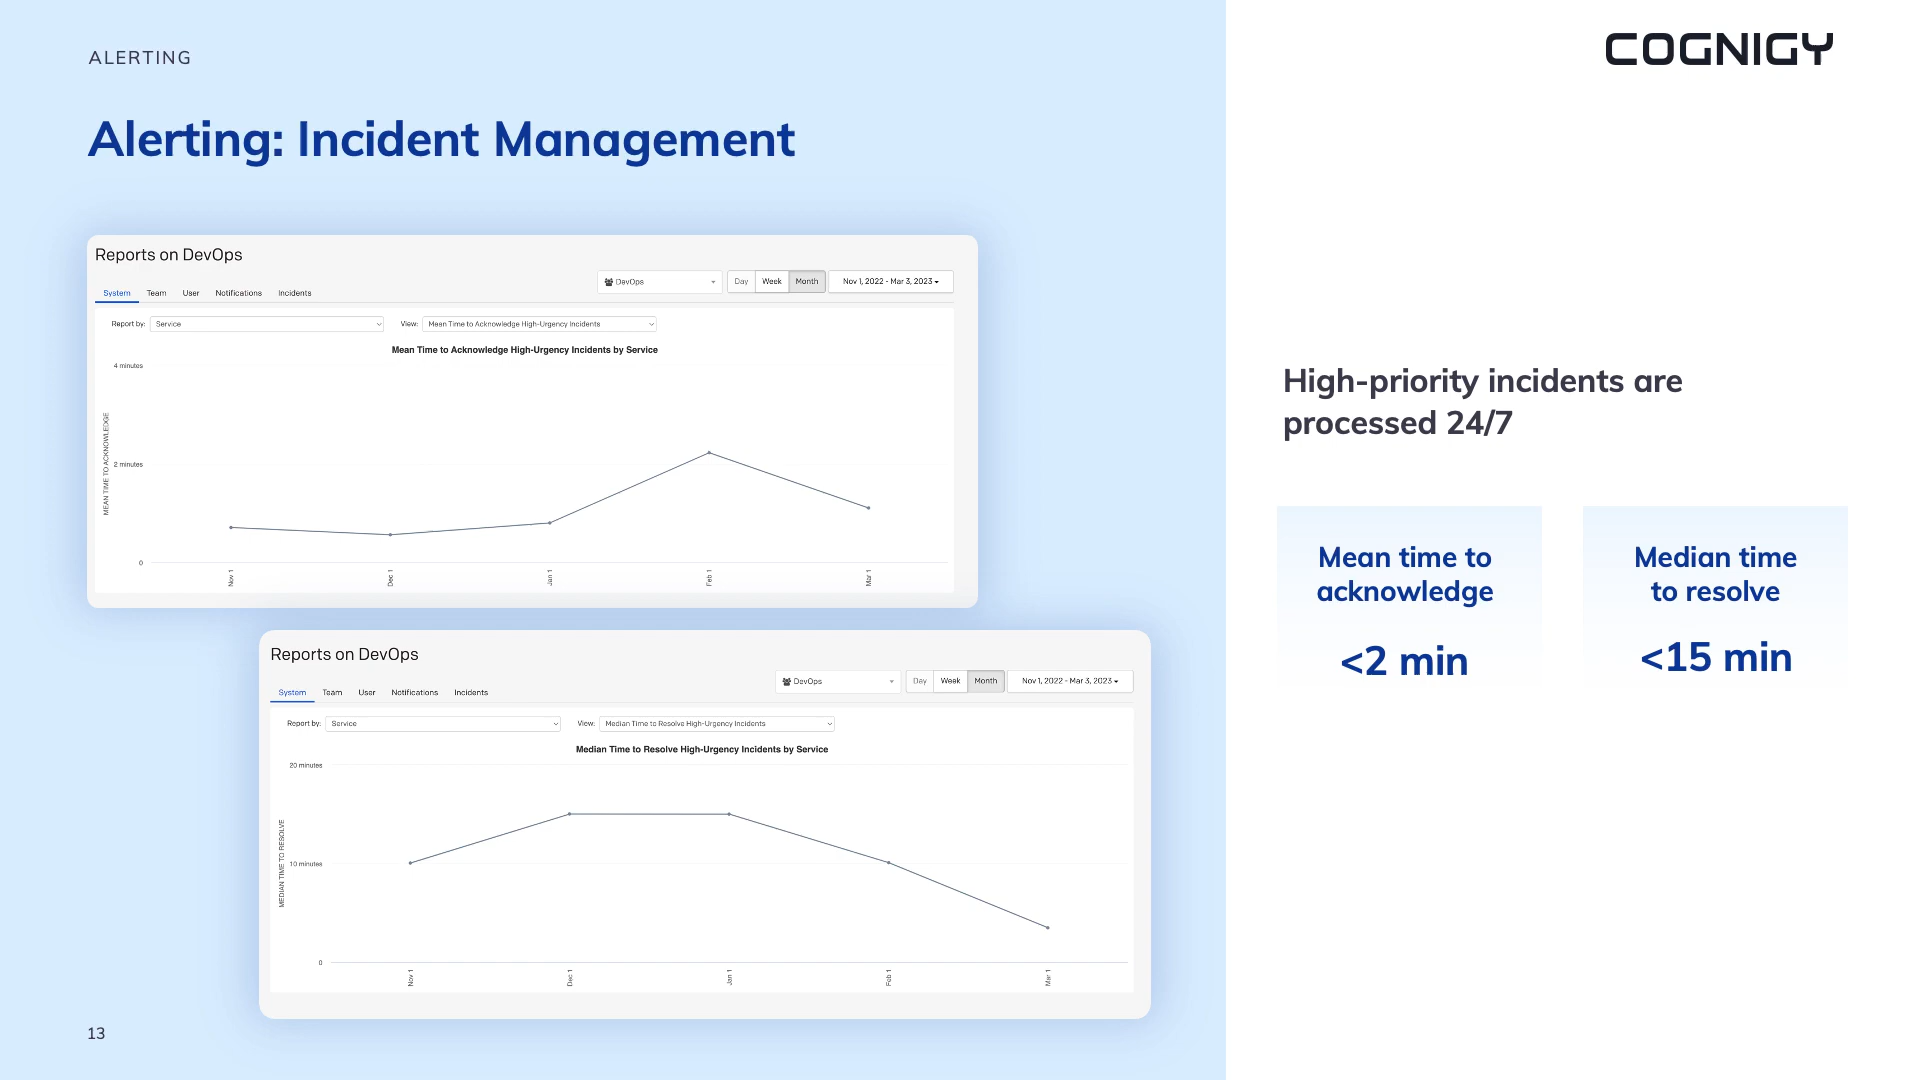 ALERTING
COGNIGY
Alerting: Incident Management
Reports on DevOps
DevOps
Day
Week
Month
Nov 1, 2022 - Mar 3, 2023
System
Team
User
Notifications
Incidents
Report by:
Service
View:
Mean Time to Acknowledge High-Urgency Incidents
Mean Time to Acknowledge High-Urgency Incidents by Service
MEAN TIME TO ACKNOWLEDGE
4 minutes
2 minutes
0
Nov 1
Dec 1
Jan 1
Feb 1
Mar 1
Reports on DevOps
DevOps
Day
Week
Month
Nov 1, 2022 - Mar 3, 2023
System
Team
User
Notifications
Incidents
Report by:
Service
View:
Median Time to Resolve High-Urgency Incidents
Median Time to Resolve High-Urgency Incidents by Service
MEDIAN TIME TO RESOLVE
20 minutes
10 minutes
0
Nov 1
Dec 1
Jan 1
Feb 1
Mar 1
High-priority incidents are
processed 24/7
Mean time to
acknowledge
<2 min
Median time
to resolve
<15 min
13